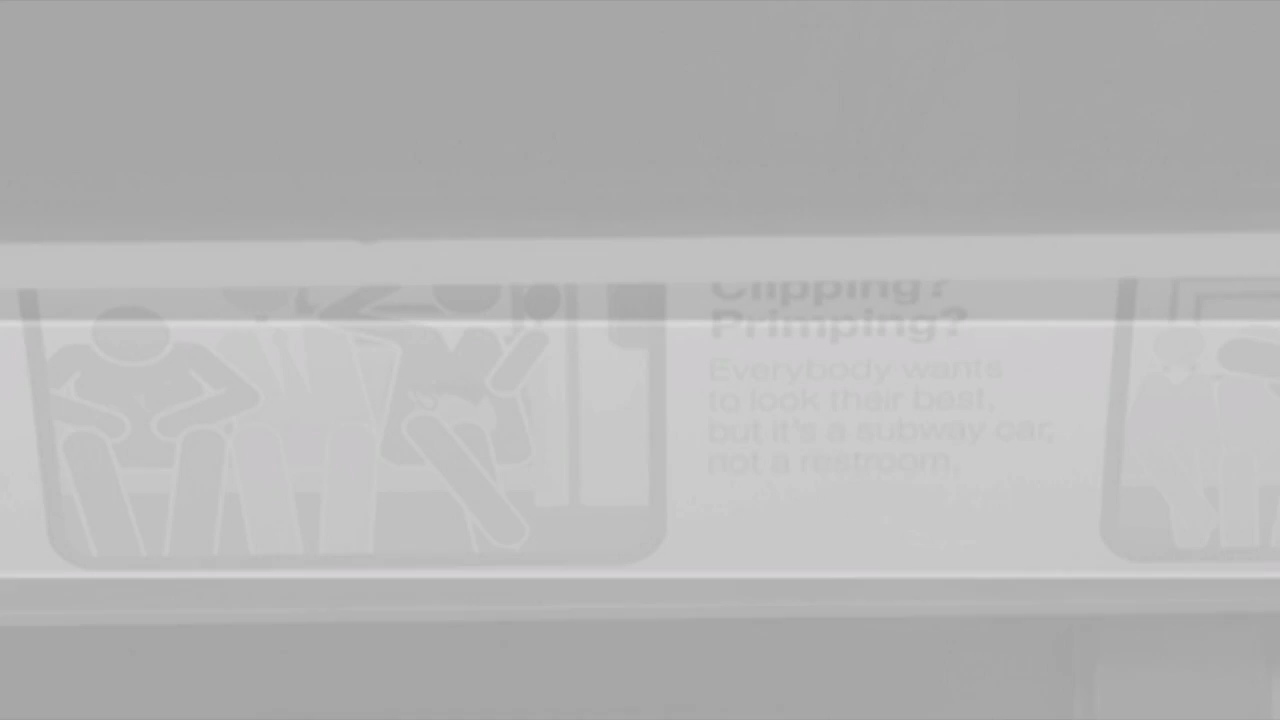 Clipping?
Primping?
Everybody wants
to look their best,
but it's a subway car,
not a restroom.